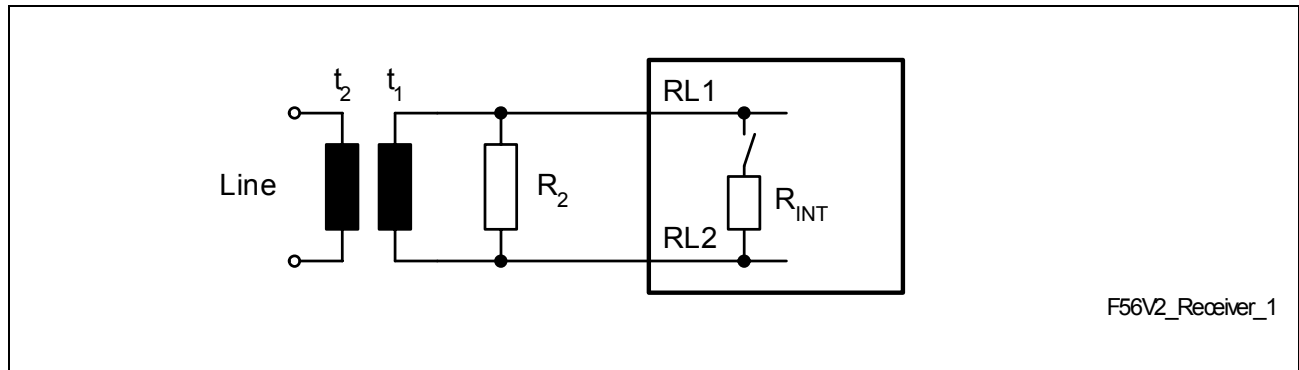 t2 t1
RL1
Line
R2
RINT
RL2
F56V2_Receiver_1